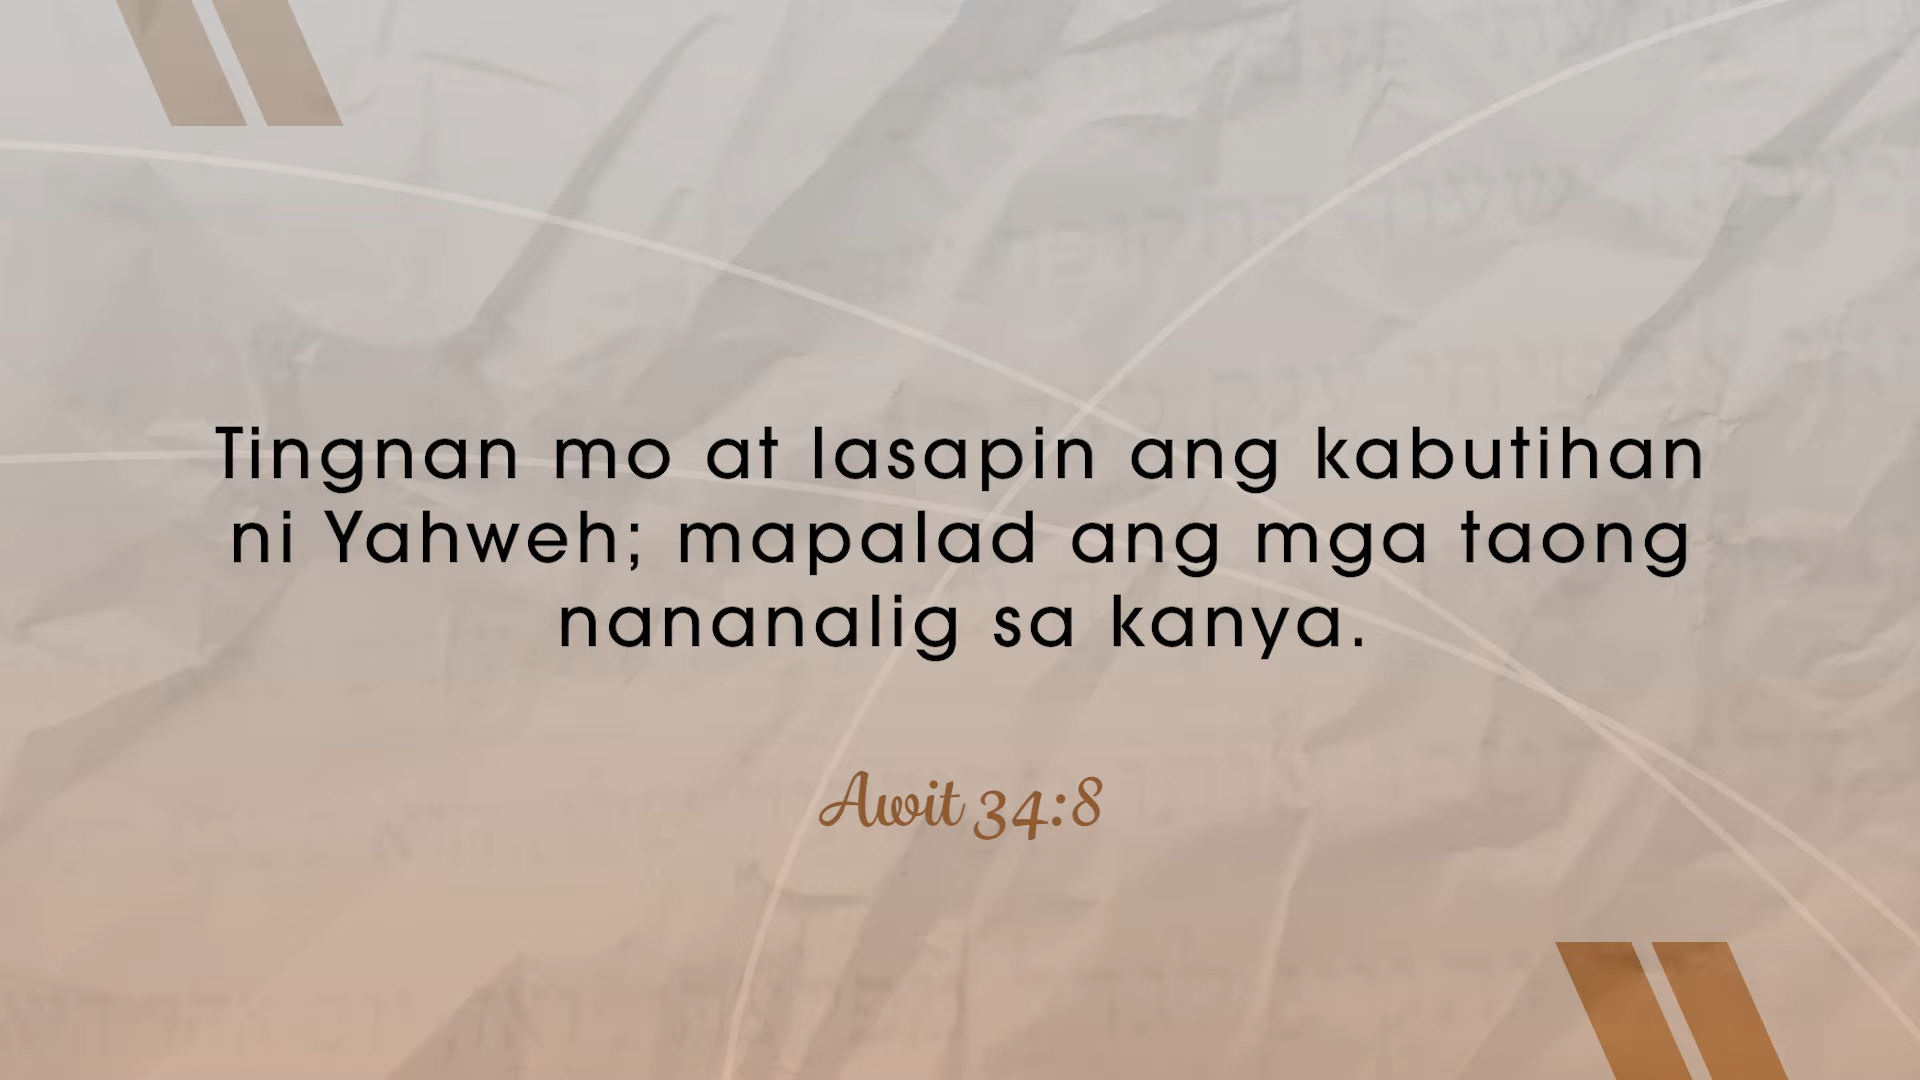 Tingnan mo at lasapin ang kabutihan
ni Yahweh; mapalad ang mga taong
nananalig sa kanya.
Awit 34:8